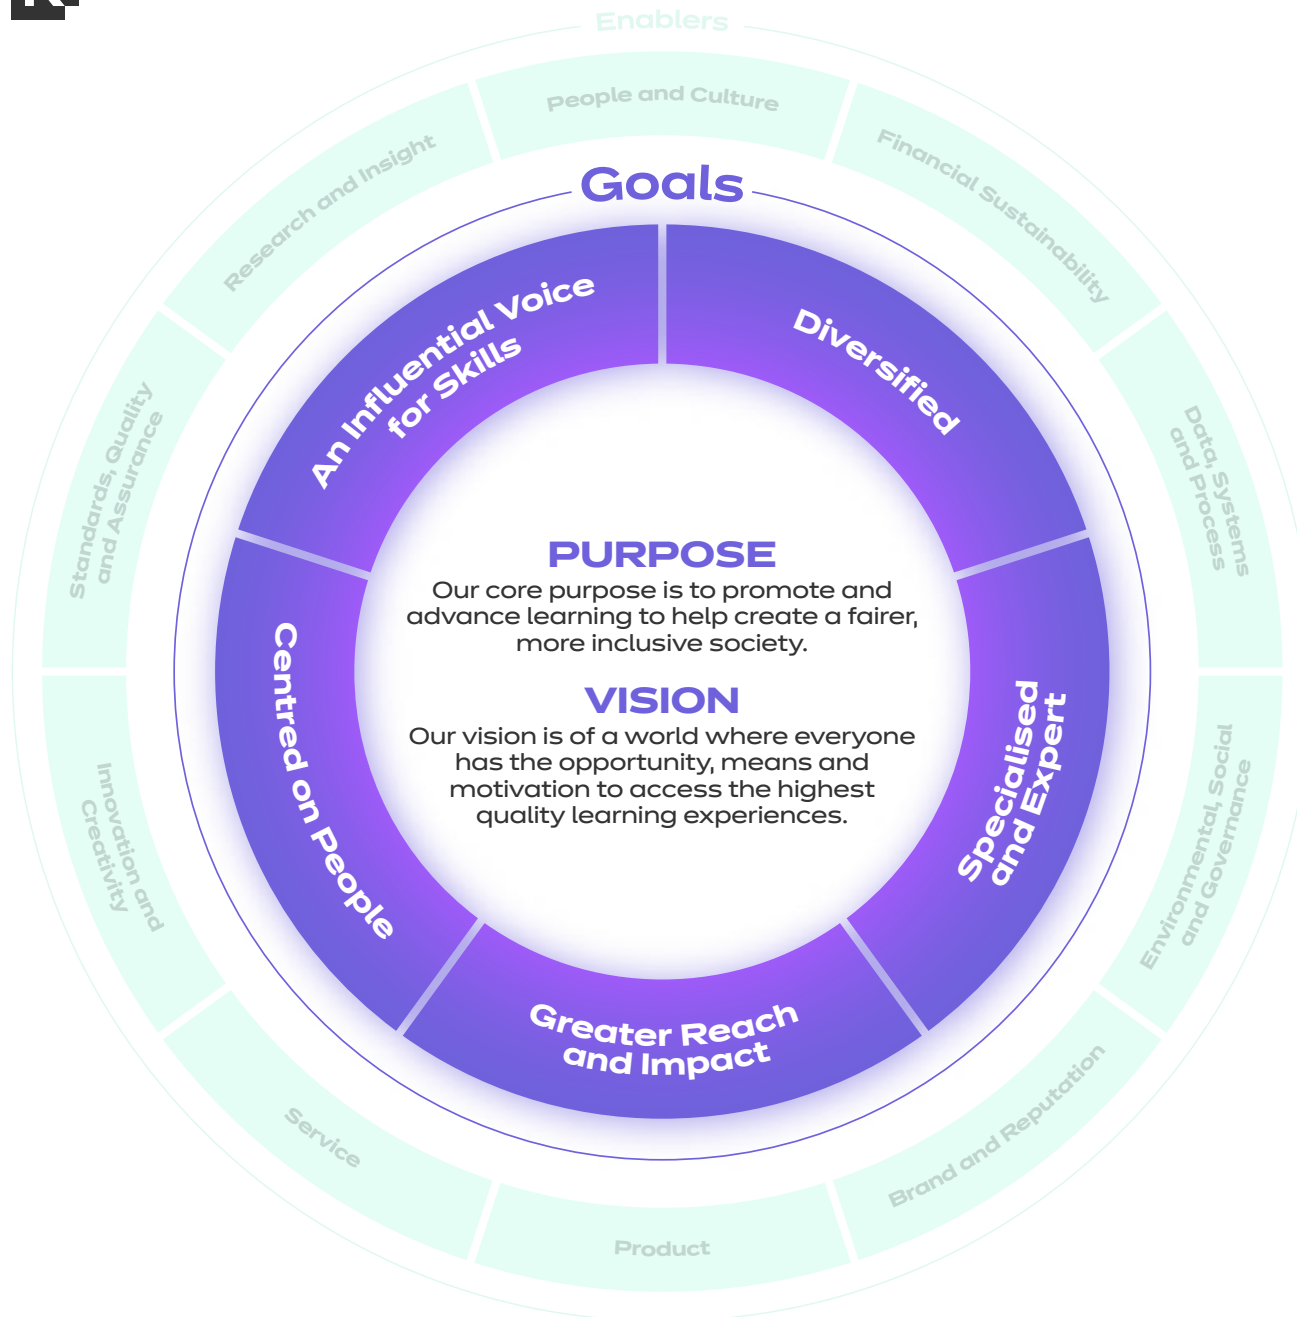 Enablers
People and Culture
Financial Sustainability
Data, Systems
and Process
Environmental, Social
and Governance
Brand and Reputation
Product
Service
Innovation and
Creativity
Standards, Quality
and Assurance
Research and Insight
Goals
Diversified
Specialised
and Expert
Greater Reach
and Impact
Centred on People
An Influential Voice
for Skills
PURPOSE
Our core purpose is to promote and
advance learning to help create a fairer,
more inclusive society.
VISION
Our vision is of a world where everyone
has the opportunity, means and
motivation to access the highest
quality learning experiences.